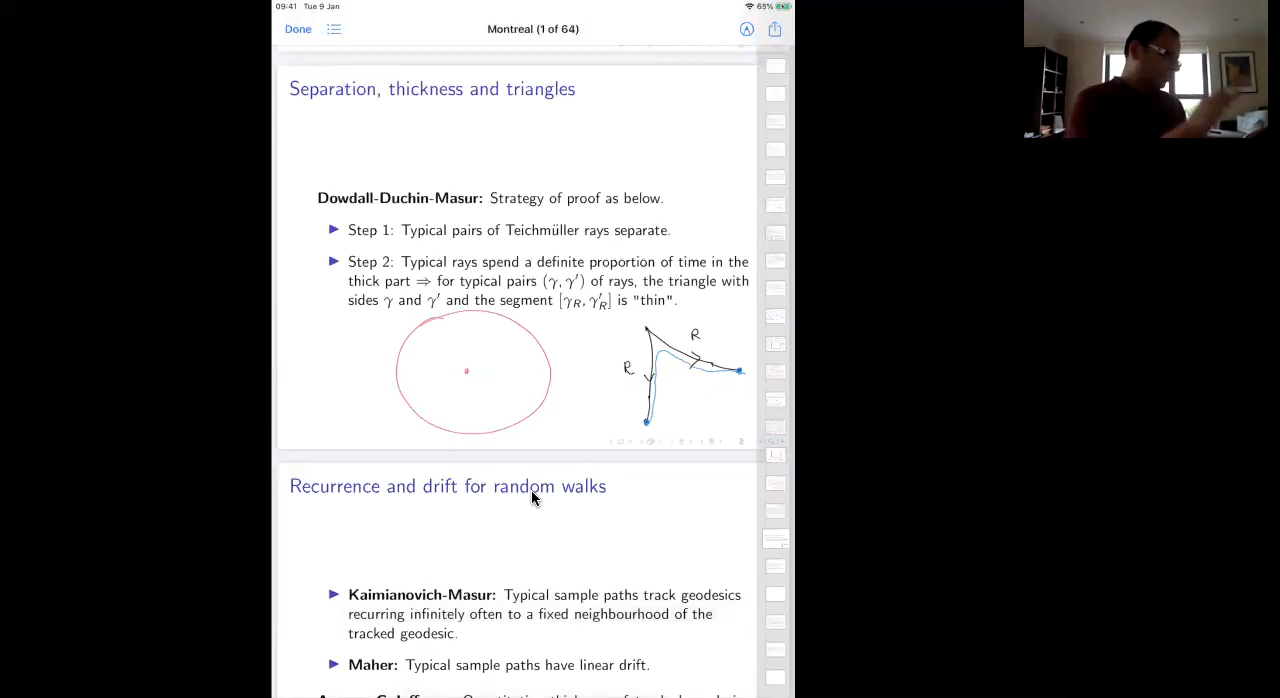 09:41 Tue 9 Jan
65%
Done
Montreal (1 of 64)
Separation, thickness and triangles
Dowdall-Duchin-Masur: Strategy of proof as below.
▶ Step 1: Typical pairs of Teichmüller rays separate.
▶ Step 2: Typical rays spend a definite proportion of time in the
thick part ⇒ for typical pairs (γ, γ′) of rays, the triangle with
sides γ and γ′ and the segment [γ_R, γ′_R] is "thin".
R
R
Recurrence and drift for random walks
▶ Kaimianovich-Masur: Typical sample paths track geodesics
recurring infinitely often to a fixed neighbourhood of the
tracked geodesic.
▶ Maher: Typical sample paths have linear drift.